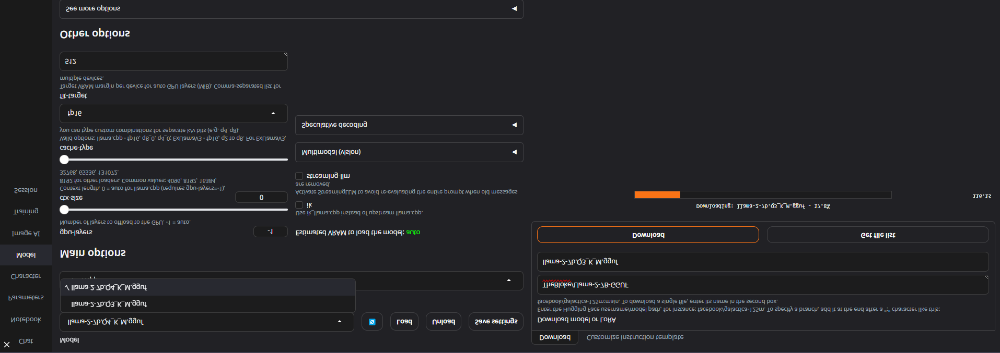 Chat
Notebook
Parameters
Character
Model
Image AI
Training
Session
Model
llama-2-7b.Q4_K_M.gguf
Load
Unload
Save settings
llama-2-7b.Q3_K_M.gguf
✓ llama-2-7b.Q4_K_M.gguf
Main options
gpu-layers
-1
Number of layers to offload to the GPU. -1 = auto.
ctx-size
0
Context length. 0 = auto for llama.cpp (requires gpu-layers=-1),
8192 for other loaders. Common values: 4096, 8192, 16384,
32768, 65536, 131072.
cache-type
Valid options: llama.cpp - fp16, q8_0, q4_0; ExLlamaV3 - fp16, q2 to q8. For ExLlamaV3,
you can type custom combinations for separate k/v bits (e.g. q4_q8).
fp16
fit-target
Target VRAM margin per device for auto GPU layers (MiB). Comma-separated list for
multiple devices.
512
Estimated VRAM to load the model: auto
Use ik_llama.cpp instead of upstream llama.cpp.
ik
Activate StreamingLLM to avoid re-evaluating the entire prompt when old messages
are removed.
streaming-llm
Multimodal (vision)
Speculative decoding
Other options
See more options
Download
Customize instruction template
Download model or LoRA
Enter the Hugging Face username/model path, for instance: facebook/galactica-125m. To specify a branch, add it at the end after a ":" character like this:
facebook/galactica-125m:main. To download a single file, enter its name in the second box.
TheBloke/Llama-2-7B-GGUF
llama-2-7b.Q3_K_M.gguf
Download
Get file list
Downloading: llama-2-7b.Q3_K_M.gguf - 17.8%
116.1s